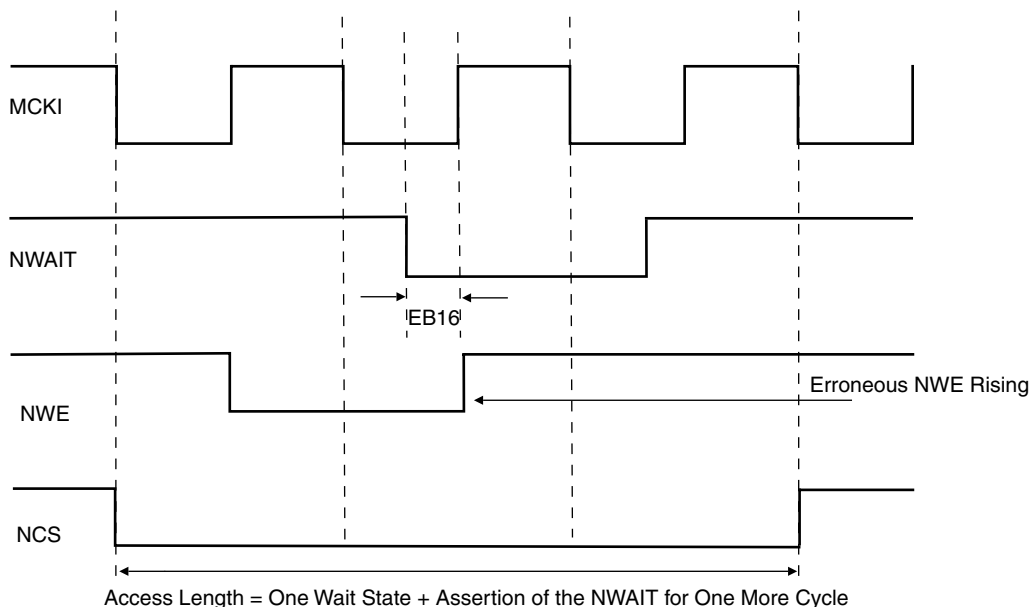 MCKI
NWAIT
EB16
Erroneous NWE Rising
NWE
NCS
Access Length = One Wait State + Assertion of the NWAIT for One More Cycle